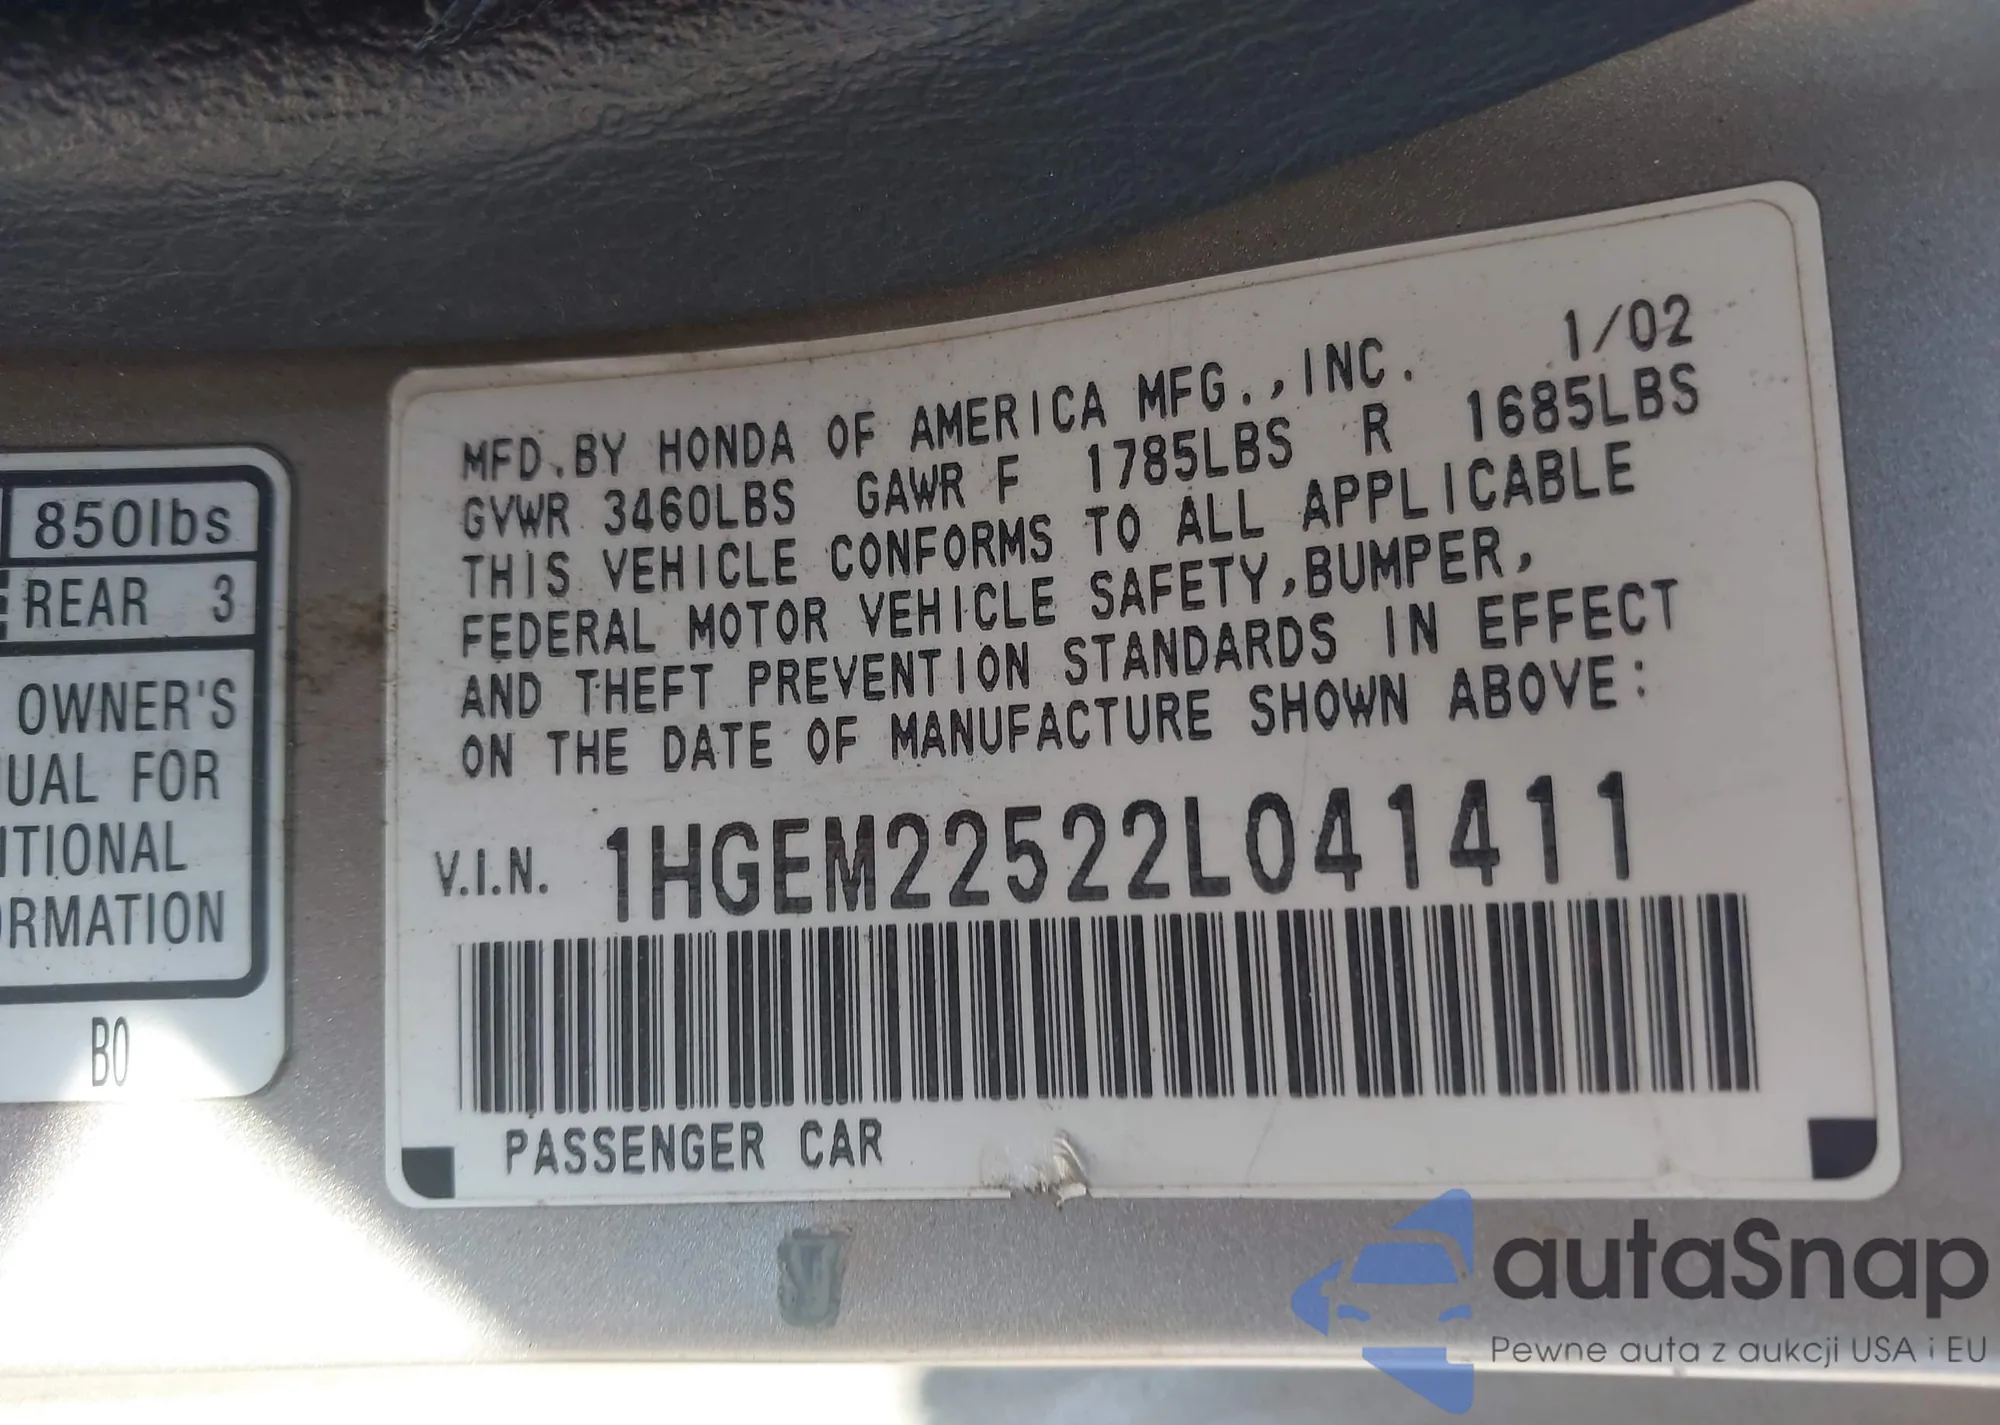 MFD.BY HONDA OF AMERICA MFG.,INC. 1/02
GVWR 3460LBS GAWR F 1785LBS R 1685LBS
THIS VEHICLE CONFORMS TO ALL APPLICABLE
FEDERAL MOTOR VEHICLE SAFETY,BUMPER,
AND THEFT PREVENTION STANDARDS IN EFFECT
ON THE DATE OF MANUFACTURE SHOWN ABOVE:
V.I.N. 1HGEM22522L041411
PASSENGER CAR
850lbs
REAR 3
OWNER'S
UAL FOR
ITIONAL
ORMATION
B0
autaSnap
Pewne auta z aukcji USA i EU